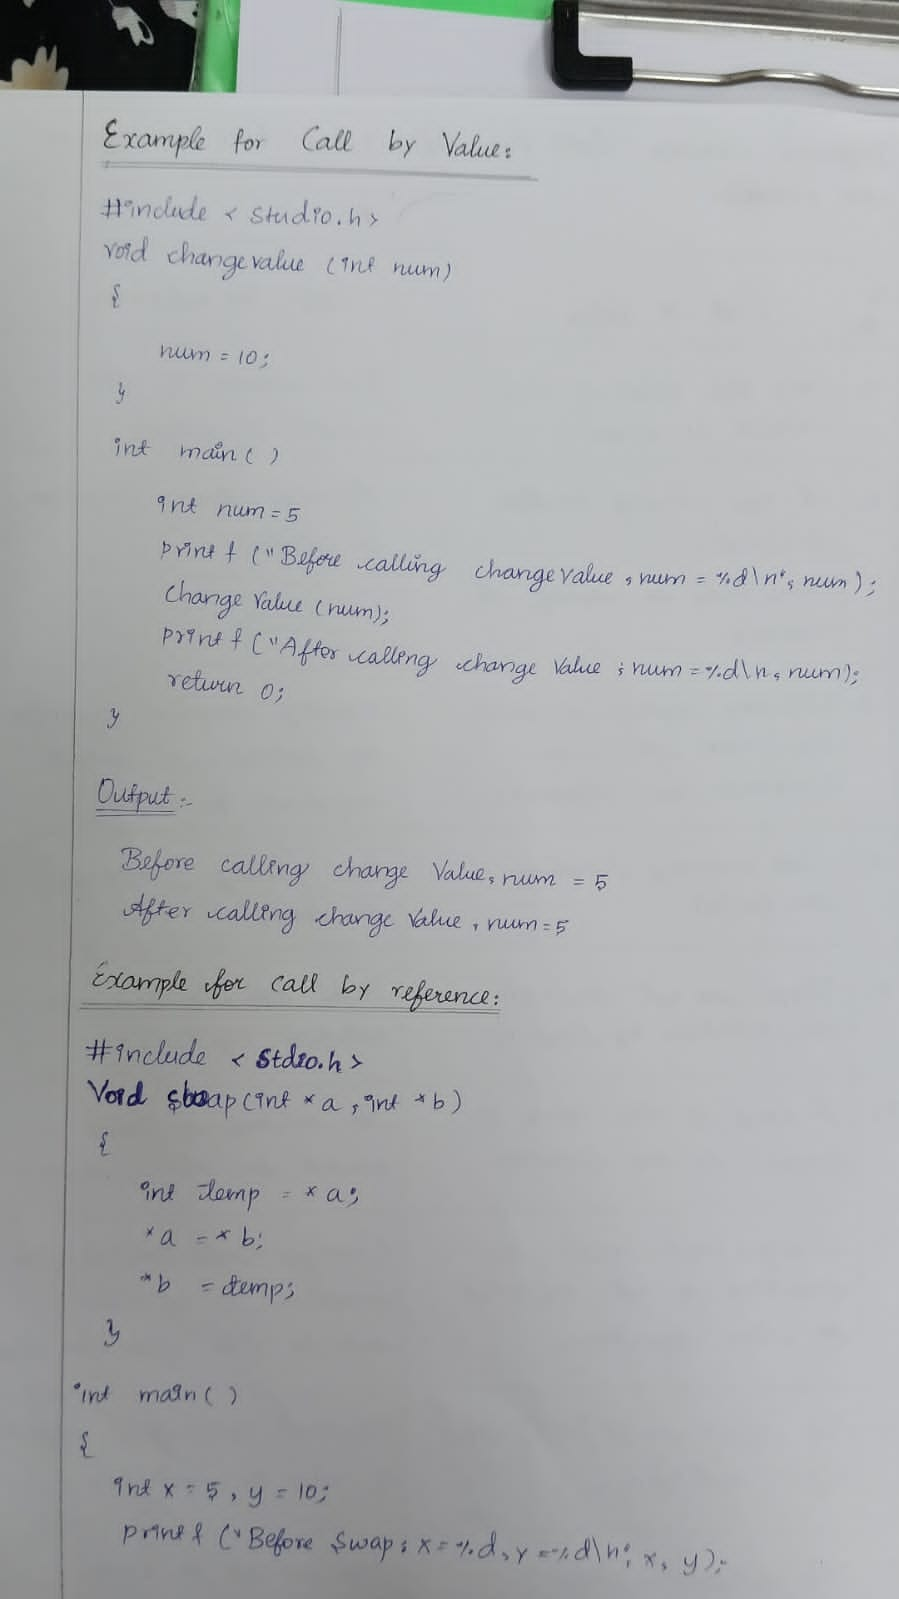 Example for Call by Value:
#include < studio.h>
void changevalue (int num)
{
num = 10;
}
int main( )
int num = 5
printf ("Before calling changevalue, num = %d\n", num);
change Value (num);
printf ("After calling change Value ; num = %d\n, num);
return 0;
}
Output:-
Before calling change Value, num = 5
After calling change Value, num = 5
Example for call by reference:
#include < Stdio.h>
Void swap(int *a, int *b)
{
int temp = *a;
*a = *b;
*b = temp;
}
int main( )
{
int x = 5, y = 10;
printf ("Before Swap: x = %d, Y = %d\n", x, y);